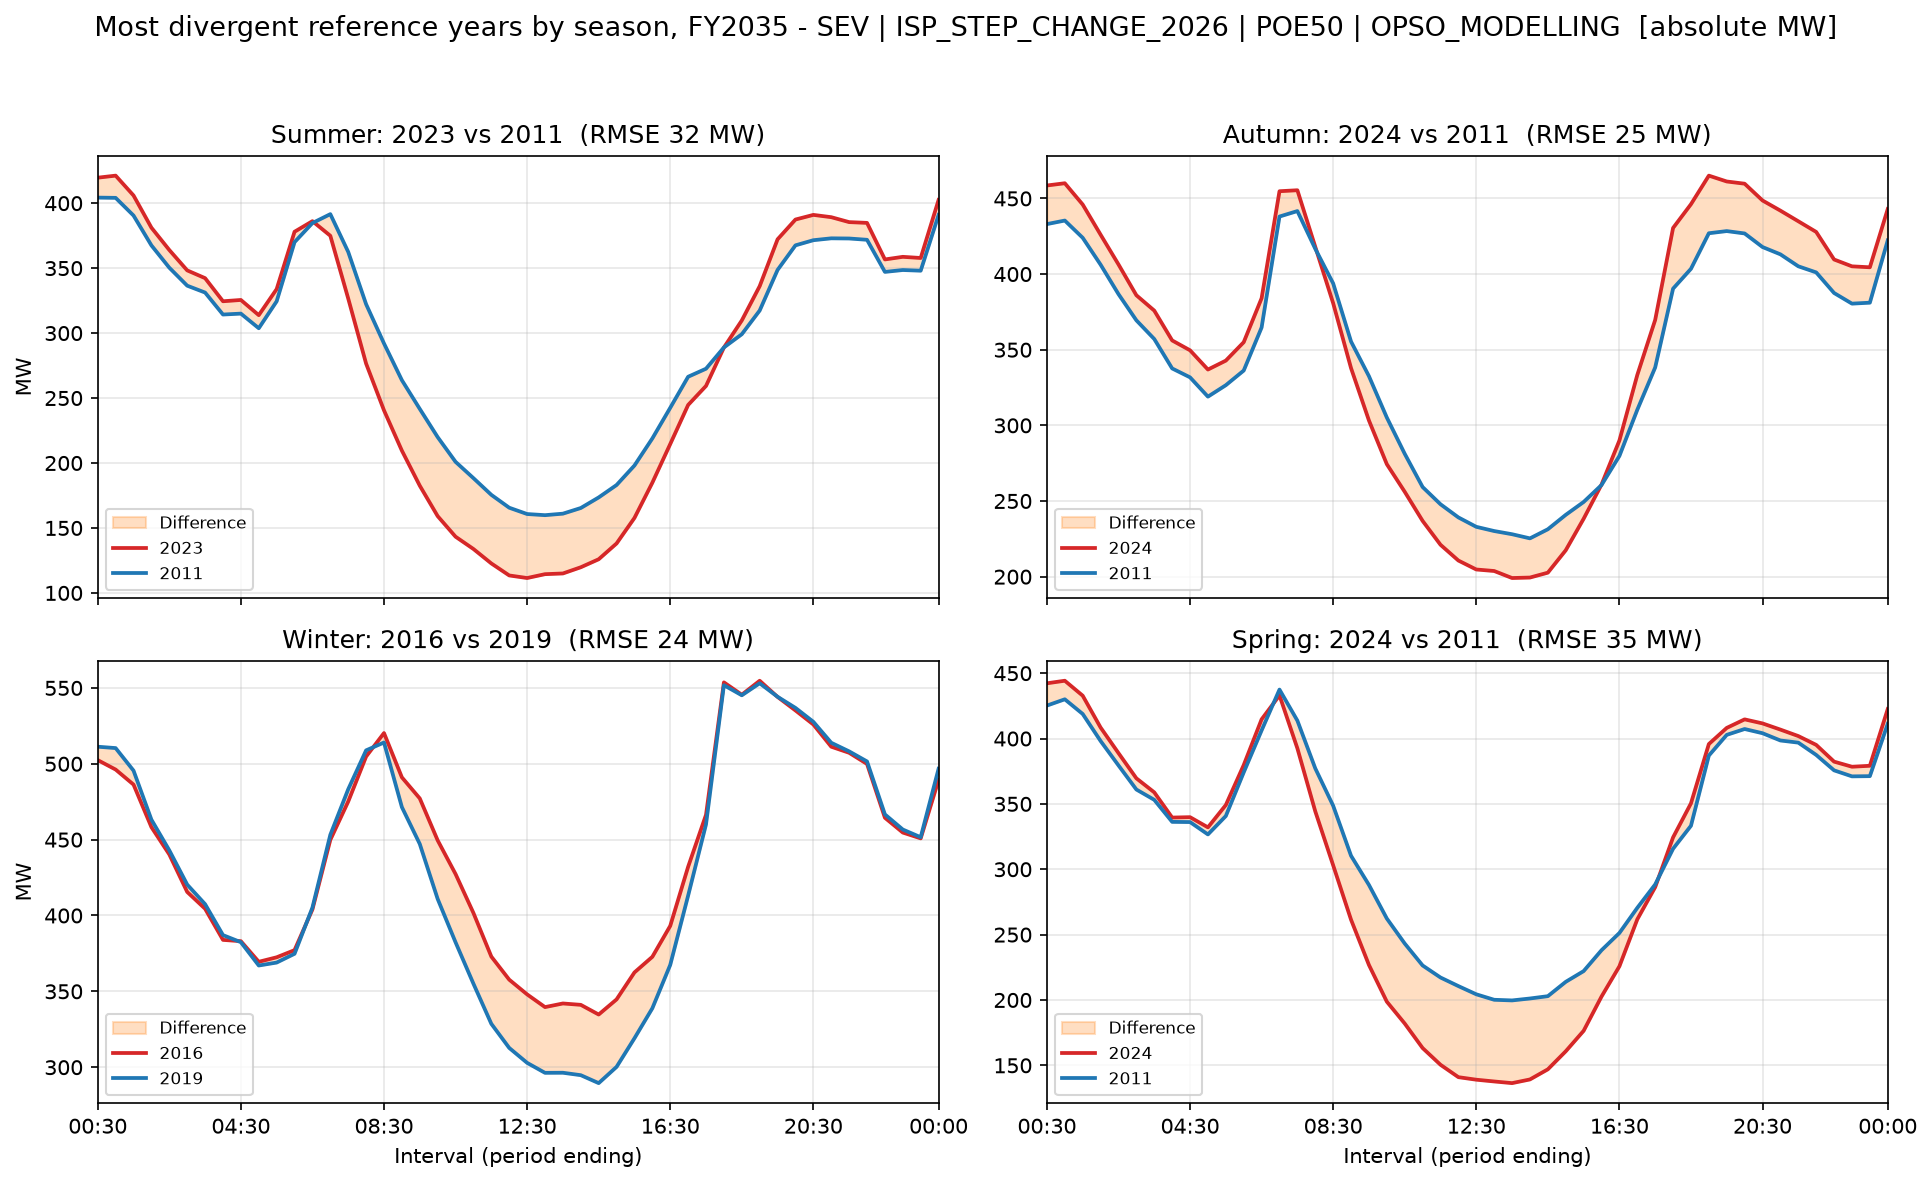 Most divergent reference years by season, FY2035 - SEV | ISP_STEP_CHANGE_2026 | POE50 | OPSO_MODELLING  [absolute MW]
Summer: 2023 vs 2011  (RMSE 32 MW)
MW
400
350
300
250
200
150
100
Difference
2023
2011
Autumn: 2024 vs 2011  (RMSE 25 MW)
450
400
350
300
250
200
Difference
2024
2011
Winter: 2016 vs 2019  (RMSE 24 MW)
MW
550
500
450
400
350
300
Difference
2016
2019
00:30 04:30 08:30 12:30 16:30 20:30 00:00
Interval (period ending)
Spring: 2024 vs 2011  (RMSE 35 MW)
450
400
350
300
250
200
150
Difference
2024
2011
00:30 04:30 08:30 12:30 16:30 20:30 00:00
Interval (period ending)